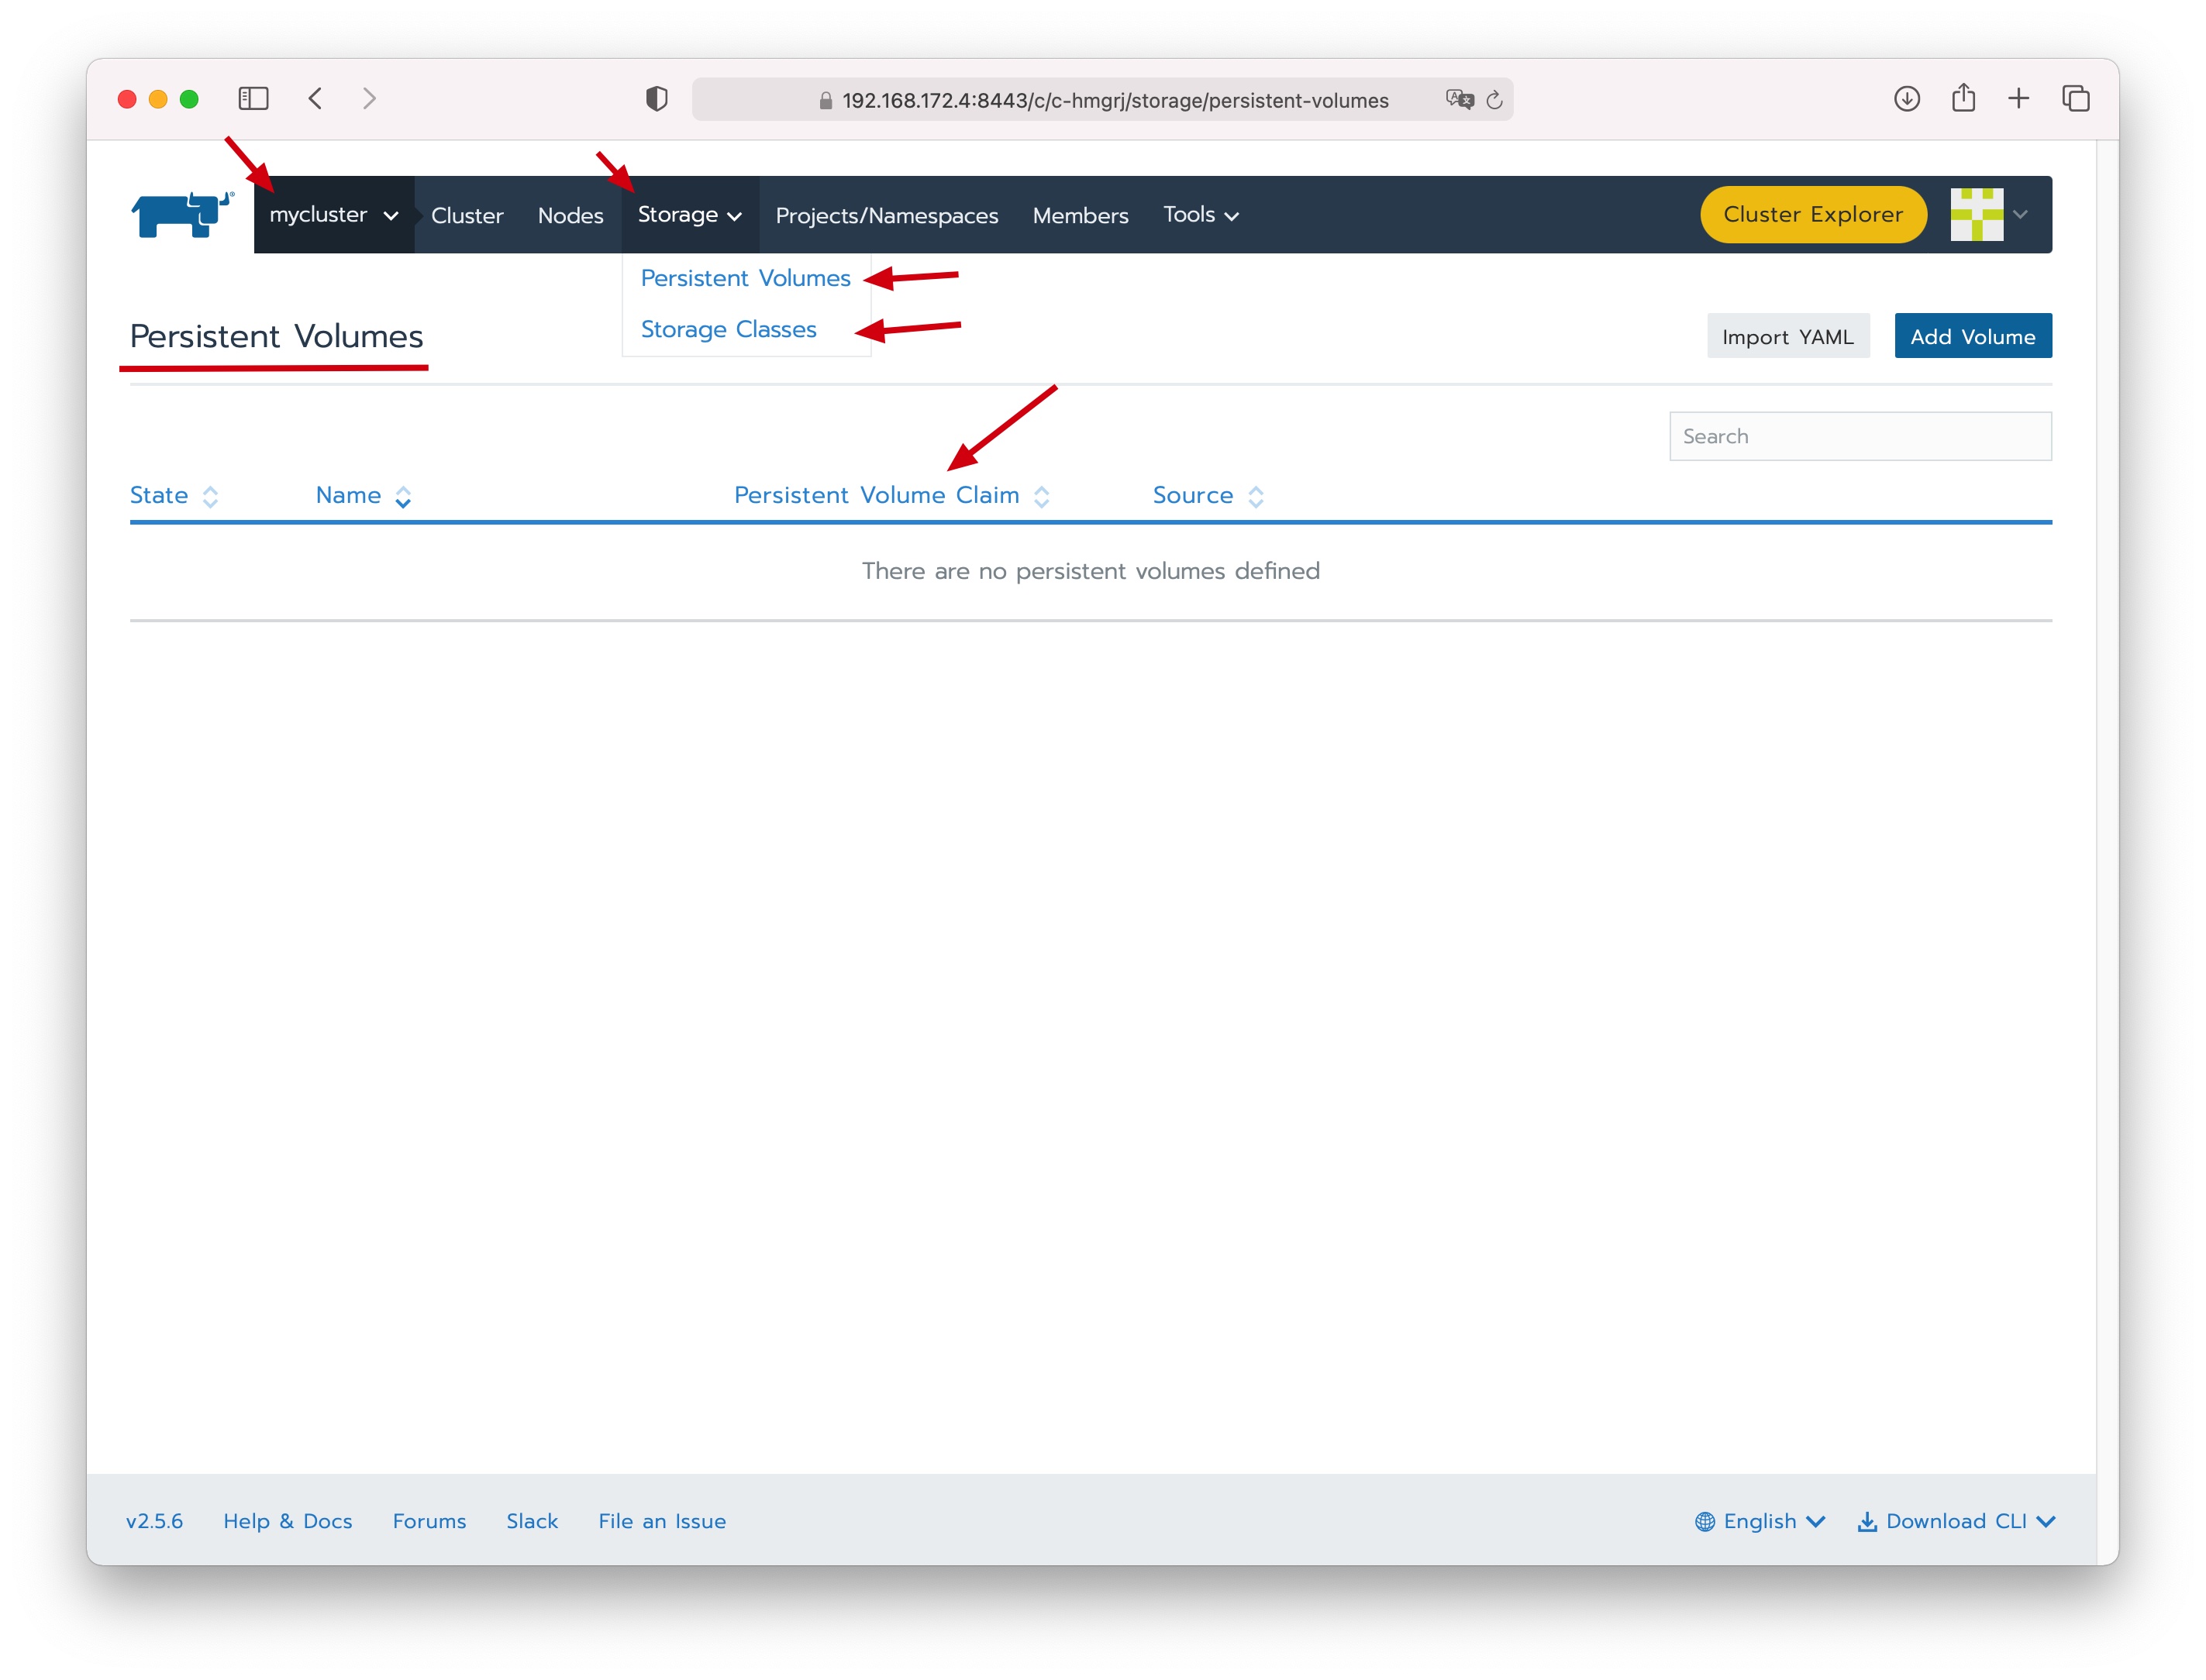 192.168.172.4:8443/c/c-hmgrj/storage/persistent-volumes
mycluster Cluster Nodes Storage Projects/Namespaces Members Tools Cluster Explorer
Persistent Volumes
Storage Classes
Persistent Volumes Import YAML Add Volume
Search
State Name Persistent Volume Claim Source
There are no persistent volumes defined
v2.5.6 Help & Docs Forums Slack File an Issue English Download CLI